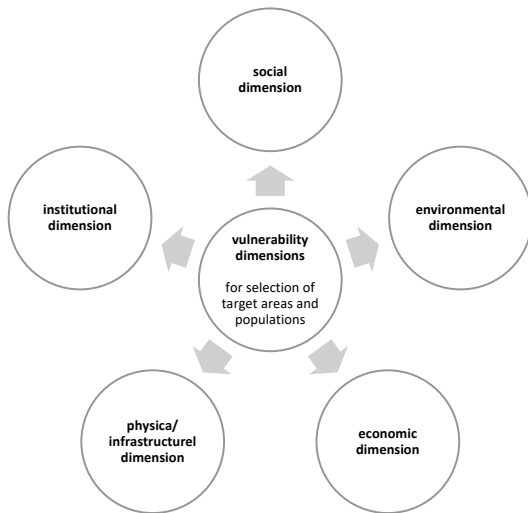 social
dimension
institutional
dimension
environmental
dimension
vulnerability
dimensions
for selection of
target areas and
populations
physica/
infrastructurel
dimension
economic
dimension